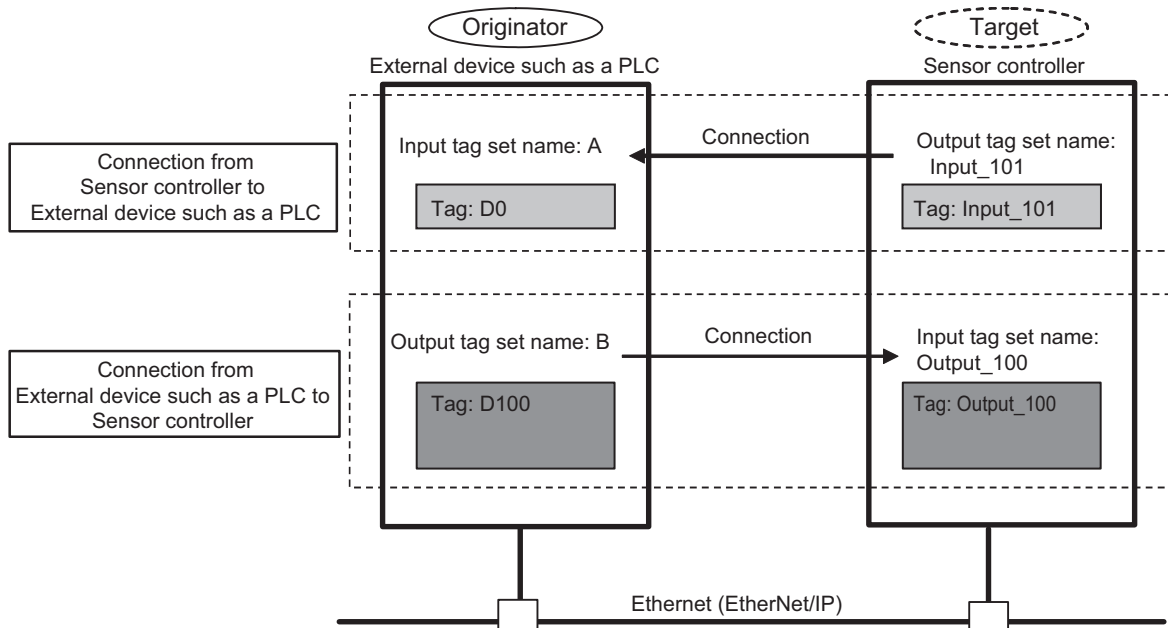 Originator
Target
External device such as a PLC
Sensor controller
Connection from
Sensor controller to
External device such as a PLC
Input tag set name: A
Tag: D0
Connection
Output tag set name:
Input_101
Tag: Input_101
Connection from
External device such as a PLC to
Sensor controller
Output tag set name: B
Tag: D100
Connection
Input tag set name:
Output_100
Tag: Output_100
Ethernet (EtherNet/IP)